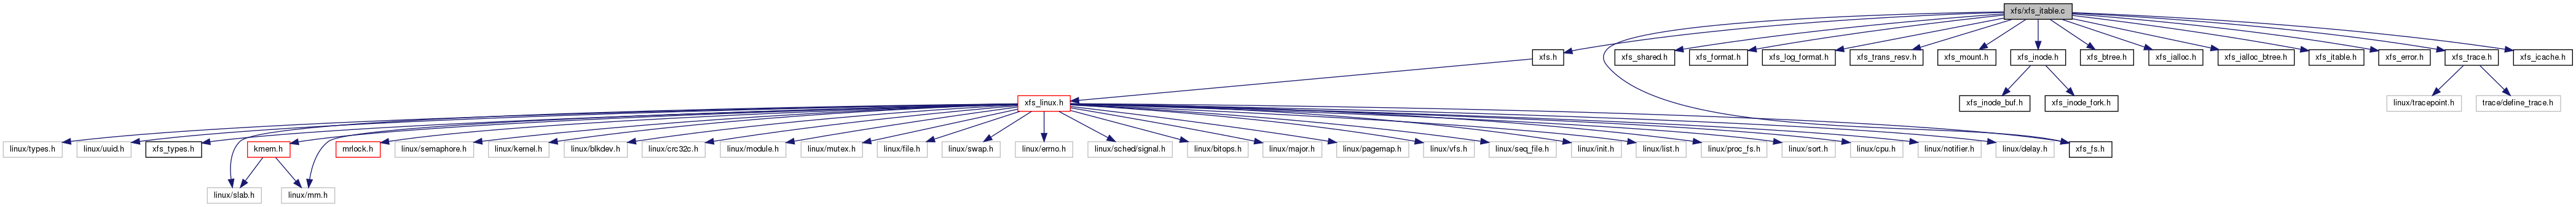 xfs/xfs_itable.c
xfs.h
xfs_shared.h
xfs_format.h
xfs_log_format.h
xfs_trans_resv.h
xfs_mount.h
xfs_inode.h
xfs_btree.h
xfs_ialloc.h
xfs_ialloc_btree.h
xfs_itable.h
xfs_error.h
xfs_trace.h
xfs_icache.h
xfs_linux.h
xfs_inode_buf.h
xfs_inode_fork.h
linux/tracepoint.h
trace/define_trace.h
linux/types.h
linux/uuid.h
xfs_types.h
kmem.h
mrlock.h
linux/semaphore.h
linux/kernel.h
linux/blkdev.h
linux/crc32c.h
linux/module.h
linux/mutex.h
linux/file.h
linux/swap.h
linux/errno.h
linux/sched/signal.h
linux/bitops.h
linux/major.h
linux/pagemap.h
linux/vfs.h
linux/seq_file.h
linux/init.h
linux/list.h
linux/proc_fs.h
linux/sort.h
linux/cpu.h
linux/notifier.h
linux/delay.h
xfs_fs.h
linux/slab.h
linux/mm.h